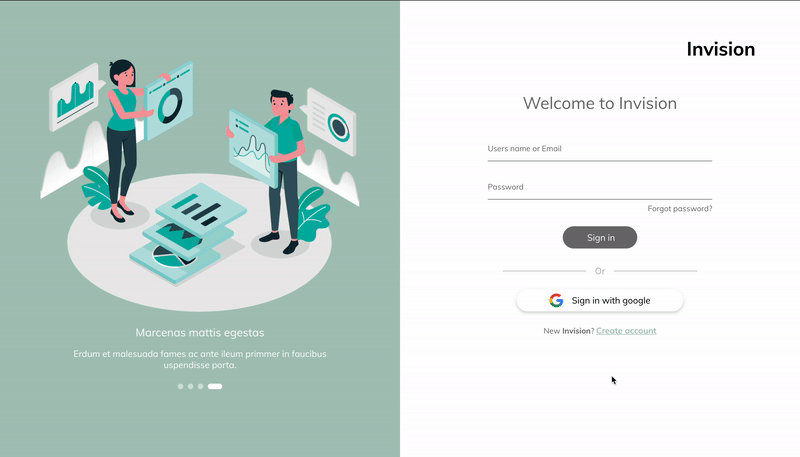 Marcenas mattis egestas
Erdum et malesuada fames ac ante ileum primmer in faucibus
uspendisse porta.
Invision
Welcome to Invision
Users name or Email
Password
Forgot password?
Sign in
Or
Sign in with google
New Invision? Create account